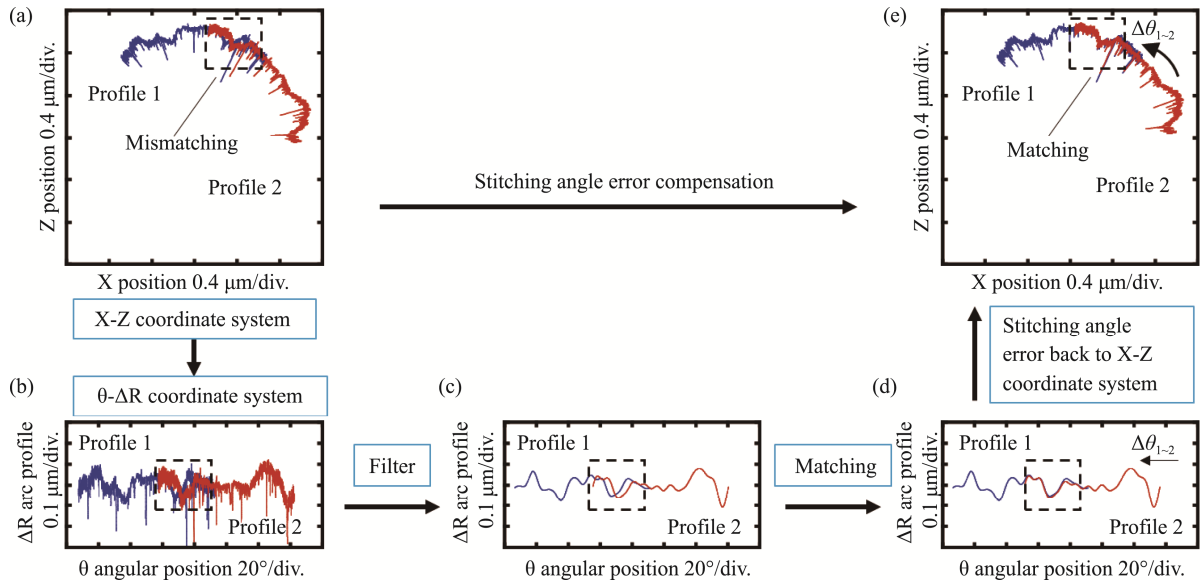 (a)
Z position 0.4 μm/div.
Profile 1
Mismatching
Profile 2
X position 0.4 μm/div.
X-Z coordinate system
θ-ΔR coordinate system
Stitching angle error compensation
(e)
Z position 0.4 μm/div.
Δθ1~2
Profile 1
Matching
Profile 2
X position 0.4 μm/div.
Stitching angle
error back to X-Z
coordinate system
(b)
ΔR arc profile
0.1 μm/div.
Profile 1
Profile 2
θ angular position 20°/div.
Filter
(c)
ΔR arc profile
0.1 μm/div.
Profile 1
Profile 2
θ angular position 20°/div.
Matching
(d)
ΔR arc profile
0.1 μm/div.
Profile 1
Δθ1~2
Profile 2
θ angular position 20°/div.